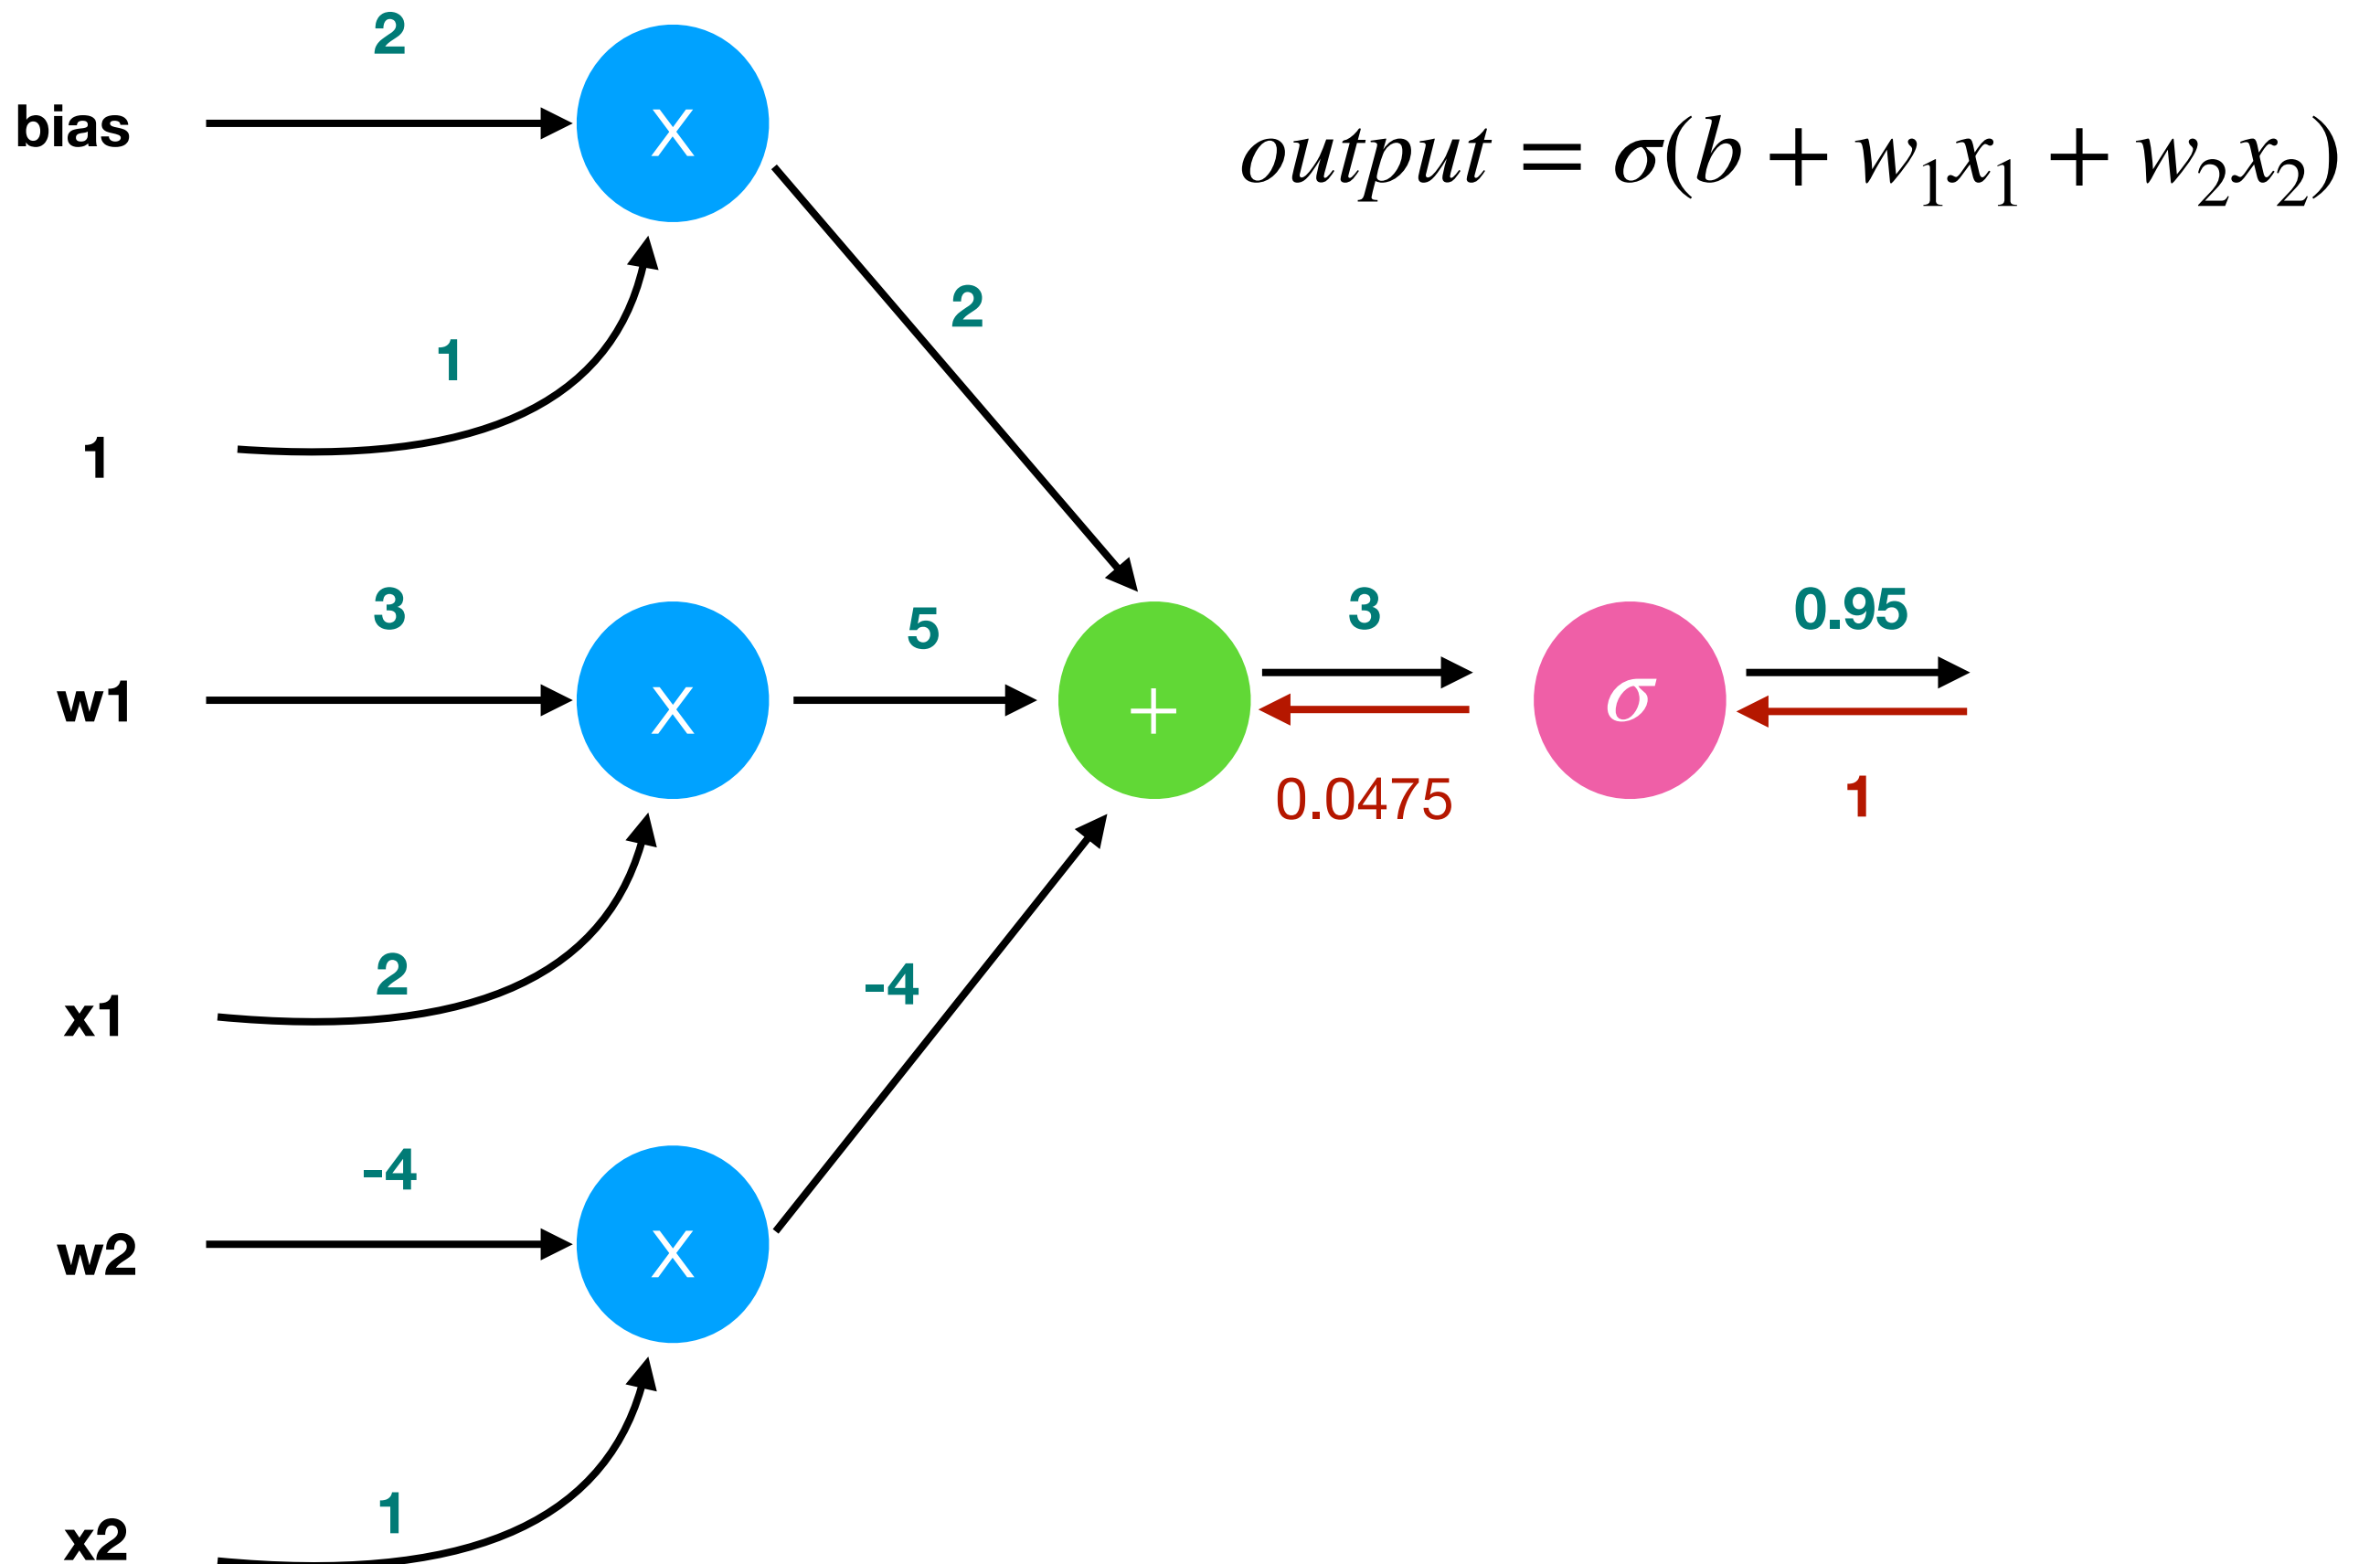 2
bias
x
output = σ(b + w₁x₁ + w₂x₂)
2
1
1
3
5
3
0.95
w1
x
+
σ
0.0475
1
2
-4
x1
-4
w2
x
1
x2